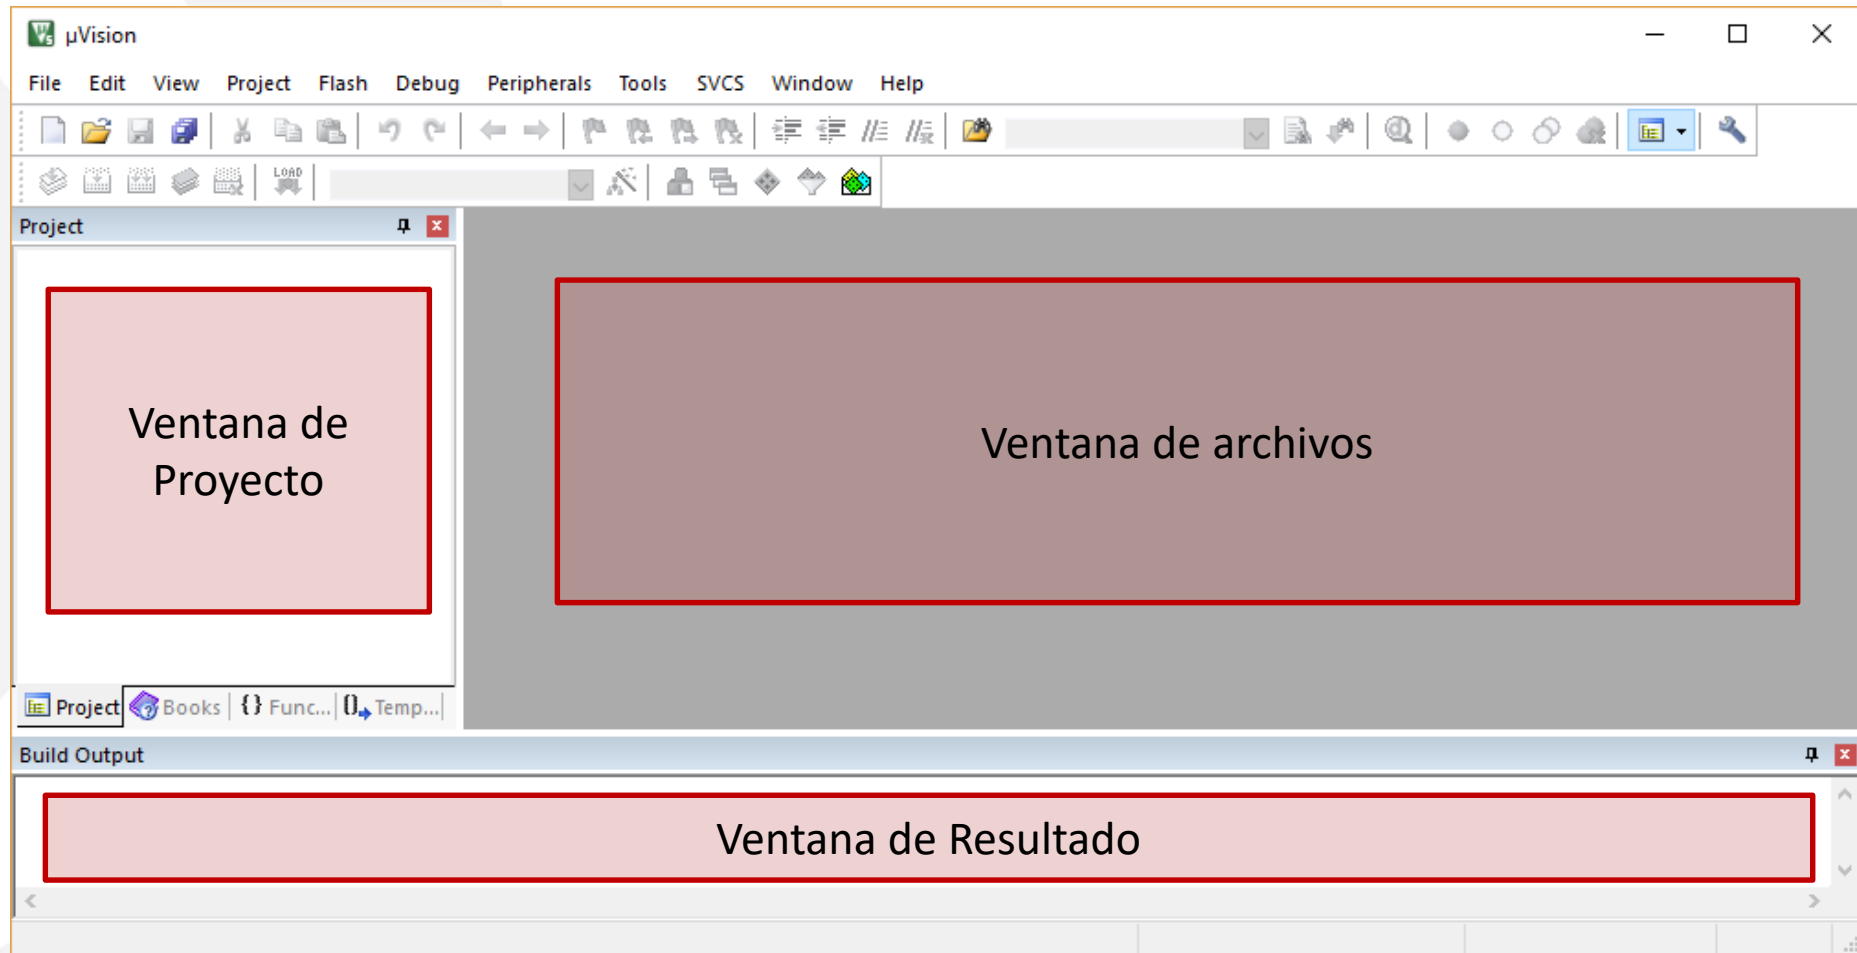 µVision
File Edit View Project Flash Debug Peripherals Tools SVCS Window Help
LOAD
Project
Ventana de
Proyecto
Ventana de archivos
Project Books {} Func... Temp...
Build Output
Ventana de Resultado